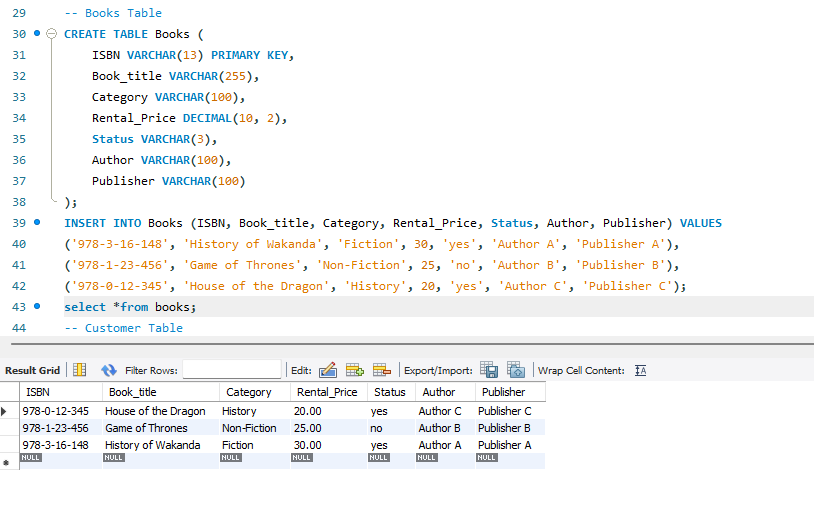 29 -- Books Table
30 CREATE TABLE Books (
31 ISBN VARCHAR(13) PRIMARY KEY,
32 Book_title VARCHAR(255),
33 Category VARCHAR(100),
34 Rental_Price DECIMAL(10, 2),
35 Status VARCHAR(3),
36 Author VARCHAR(100),
37 Publisher VARCHAR(100)
38 );
39 INSERT INTO Books (ISBN, Book_title, Category, Rental_Price, Status, Author, Publisher) VALUES
40 ('978-3-16-148', 'History of Wakanda', 'Fiction', 30, 'yes', 'Author A', 'Publisher A'),
41 ('978-1-23-456', 'Game of Thrones', 'Non-Fiction', 25, 'no', 'Author B', 'Publisher B'),
42 ('978-0-12-345', 'House of the Dragon', 'History', 20, 'yes', 'Author C', 'Publisher C');
43 select *from books;
44 -- Customer Table
Result Grid Filter Rows: Edit: Export/Import: Wrap Cell Content:
ISBN Book_title Category Rental_Price Status Author Publisher
978-0-12-345 House of the Dragon History 20.00 yes Author C Publisher C
978-1-23-456 Game of Thrones Non-Fiction 25.00 no Author B Publisher B
978-3-16-148 History of Wakanda Fiction 30.00 yes Author A Publisher A
NULL NULL NULL NULL NULL NULL NULL